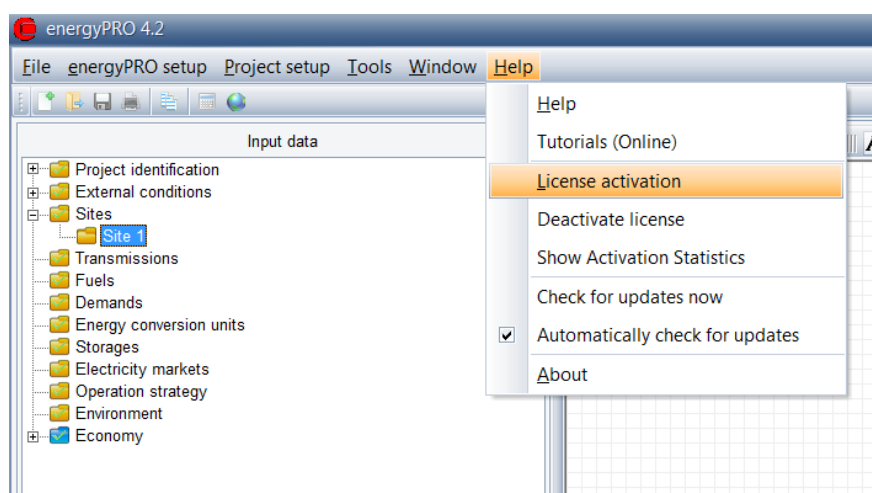 energyPRO 4.2
File energyPRO setup Project setup Tools Window Help
Input data
Project identification
External conditions
Sites
Site 1
Transmissions
Fuels
Demands
Energy conversion units
Storages
Electricity markets
Operation strategy
Environment
Economy
Help
Tutorials (Online)
License activation
Deactivate license
Show Activation Statistics
Check for updates now
Automatically check for updates
About